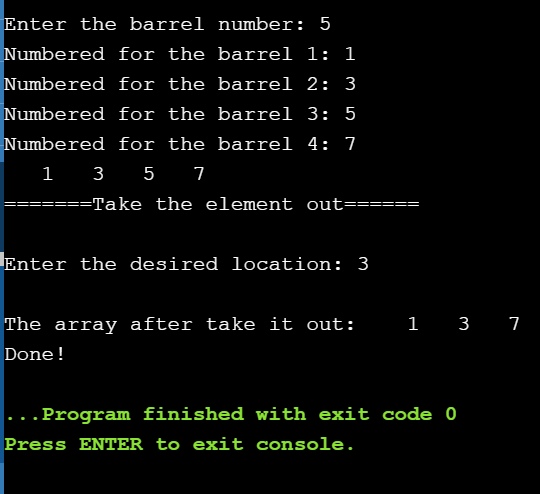 Enter the barrel number: 5
Numbered for the barrel 1: 1
Numbered for the barrel 2: 3
Numbered for the barrel 3: 5
Numbered for the barrel 4: 7
   1   3   5   7
=======Take the element out======
Enter the desired location: 3
The array after take it out:    1   3   7
Done!
...Program finished with exit code 0
Press ENTER to exit console.